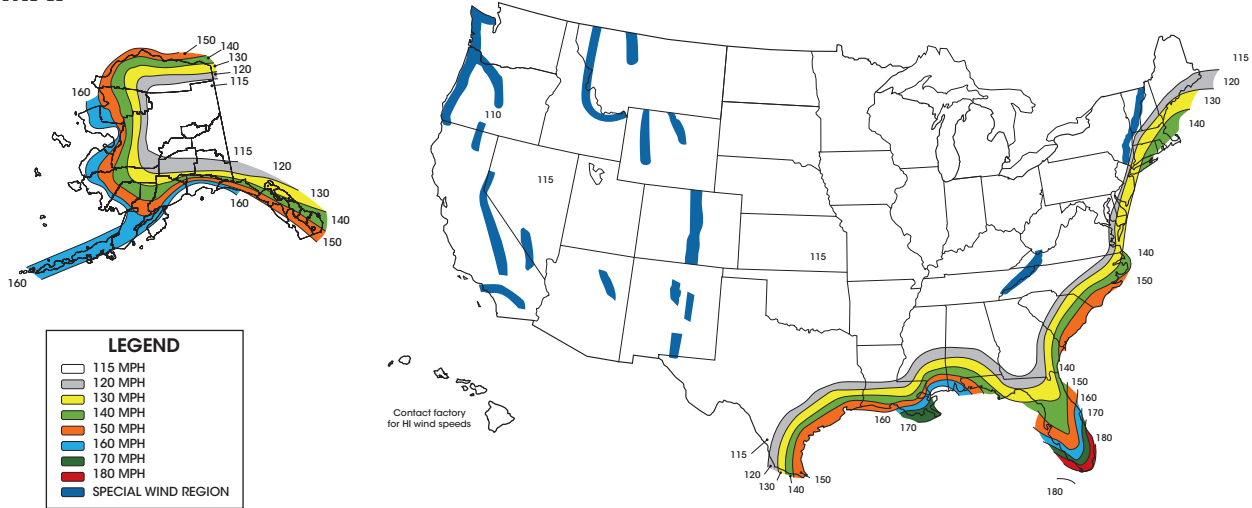 150
140
130
120
115
160
115
120
130
160
140
150
160
LEGEND
115 MPH
120 MPH
130 MPH
140 MPH
150 MPH
160 MPH
170 MPH
180 MPH
SPECIAL WIND REGION
Contact factory
for HI wind speeds
110
115
115
115
120
130
140
140
150
140
150
160
170
180
180
160
170
115
120
130
140
150